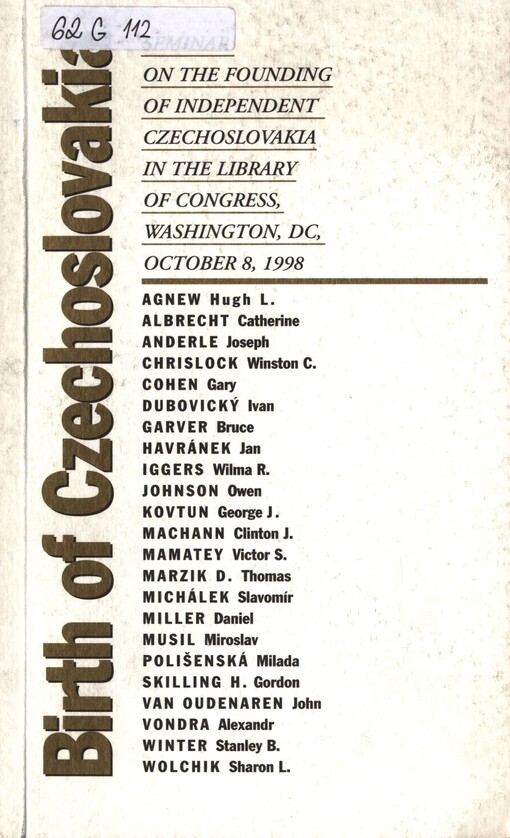 62 G 112
SEMINAR
ON THE FOUNDING
OF INDEPENDENT
CZECHOSLOVAKIA
IN THE LIBRARY
OF CONGRESS,
WASHINGTON, DC,
OCTOBER 8, 1998
Birth of Czechoslovakia
AGNEW Hugh L.
ALBRECHT Catherine
ANDERLE Joseph
CHRISLOCK Winston C.
COHEN Gary
DUBOVICKÝ Ivan
GARVER Bruce
HAVRÁNEK Jan
IGGERS Wilma R.
JOHNSON Owen
KOVTUN George J.
MACHANN Clinton J.
MAMATEY Victor S.
MARZIK D. Thomas
MICHÁLEK Slavomír
MILLER Daniel
MUSIL Miroslav
POLIŠENSKÁ Milada
SKILLING H. Gordon
VAN OUDENAREN John
VONDRA Alexandr
WINTER Stanley B.
WOLCHIK Sharon L.